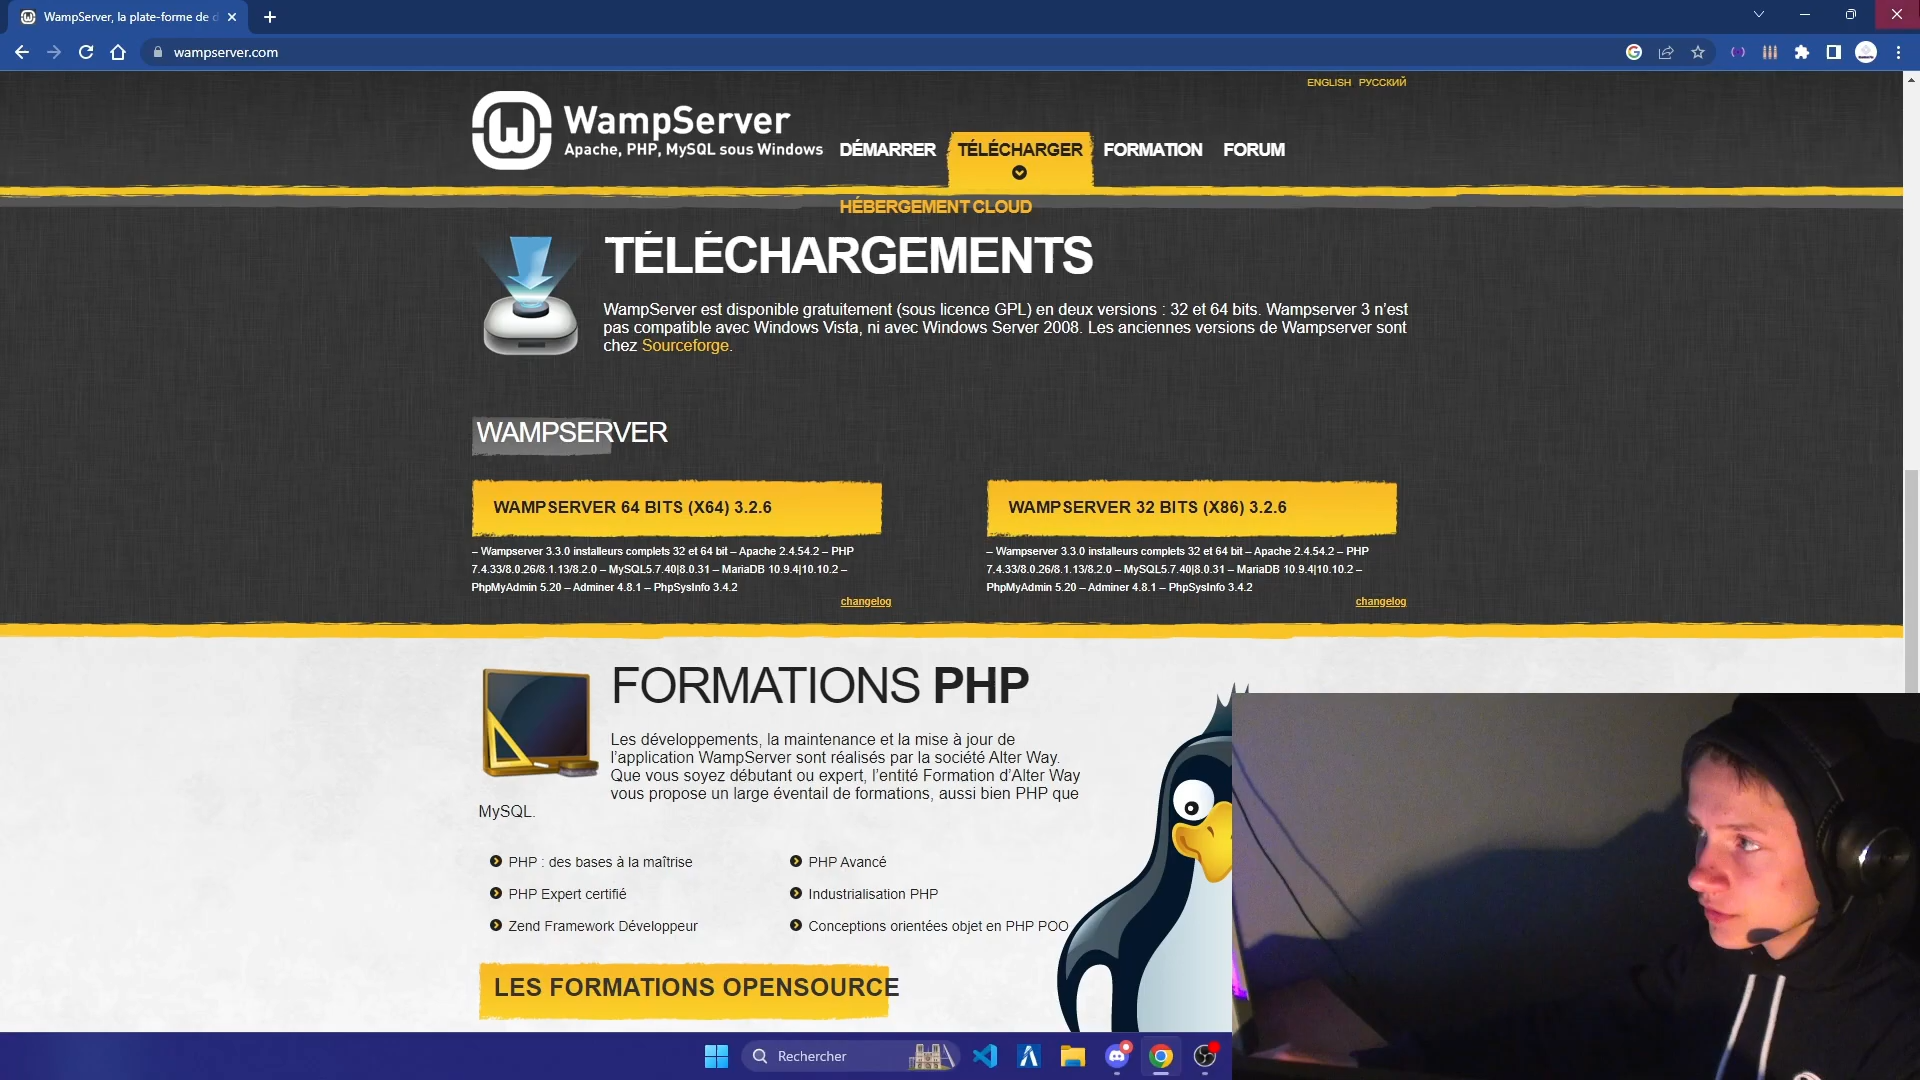 WampServer, la plate-forme de d
wampserver.com
ENGLISH РУССКИЙ
WampServer
Apache, PHP, MySQL sous Windows
DÉMARRER TÉLÉCHARGER FORMATION FORUM
HÉBERGEMENT CLOUD
TÉLÉCHARGEMENTS
WampServer est disponible gratuitement (sous licence GPL) en deux versions : 32 et 64 bits. Wampserver 3 n'est
pas compatible avec Windows Vista, ni avec Windows Server 2008. Les anciennes versions de Wampserver sont
chez Sourceforge.
WAMPSERVER
WAMPSERVER 64 BITS (X64) 3.2.6
– Wampserver 3.3.0 installeurs complets 32 et 64 bit – Apache 2.4.54.2 – PHP
7.4.33/8.0.26/8.1.13/8.2.0 – MySQL5.7.40|8.0.31 – MariaDB 10.9.4|10.10.2 –
PhpMyAdmin 5.20 – Adminer 4.8.1 – PhpSysInfo 3.4.2
changelog
WAMPSERVER 32 BITS (X86) 3.2.6
– Wampserver 3.3.0 installeurs complets 32 et 64 bit – Apache 2.4.54.2 – PHP
7.4.33/8.0.26/8.1.13/8.2.0 – MySQL5.7.40|8.0.31 – MariaDB 10.9.4|10.10.2 –
PhpMyAdmin 5.20 – Adminer 4.8.1 – PhpSysInfo 3.4.2
changelog
FORMATIONS PHP
Les développements, la maintenance et la mise à jour de
l'application WampServer sont réalisés par la société Alter Way.
Que vous soyez débutant ou expert, l'entité Formation d'Alter Way
vous propose un large éventail de formations, aussi bien PHP que
MySQL.
PHP : des bases à la maîtrise
PHP Avancé
PHP Expert certifié
Industrialisation PHP
Zend Framework Développeur
Conceptions orientées objet en PHP POO
LES FORMATIONS OPENSOURCE
Rechercher